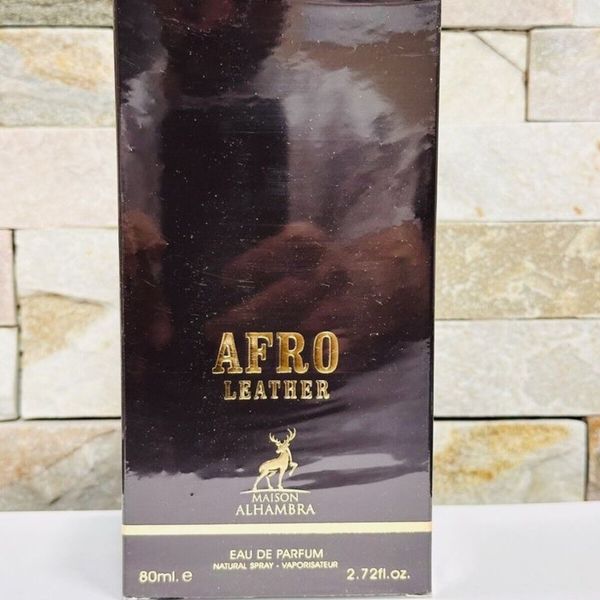 AFRO
LEATHER
MAISON
ALHAMBRA
EAU DE PARFUM
NATURAL SPRAY - VAPORISATEUR
80ml. e 2.72fl.oz.